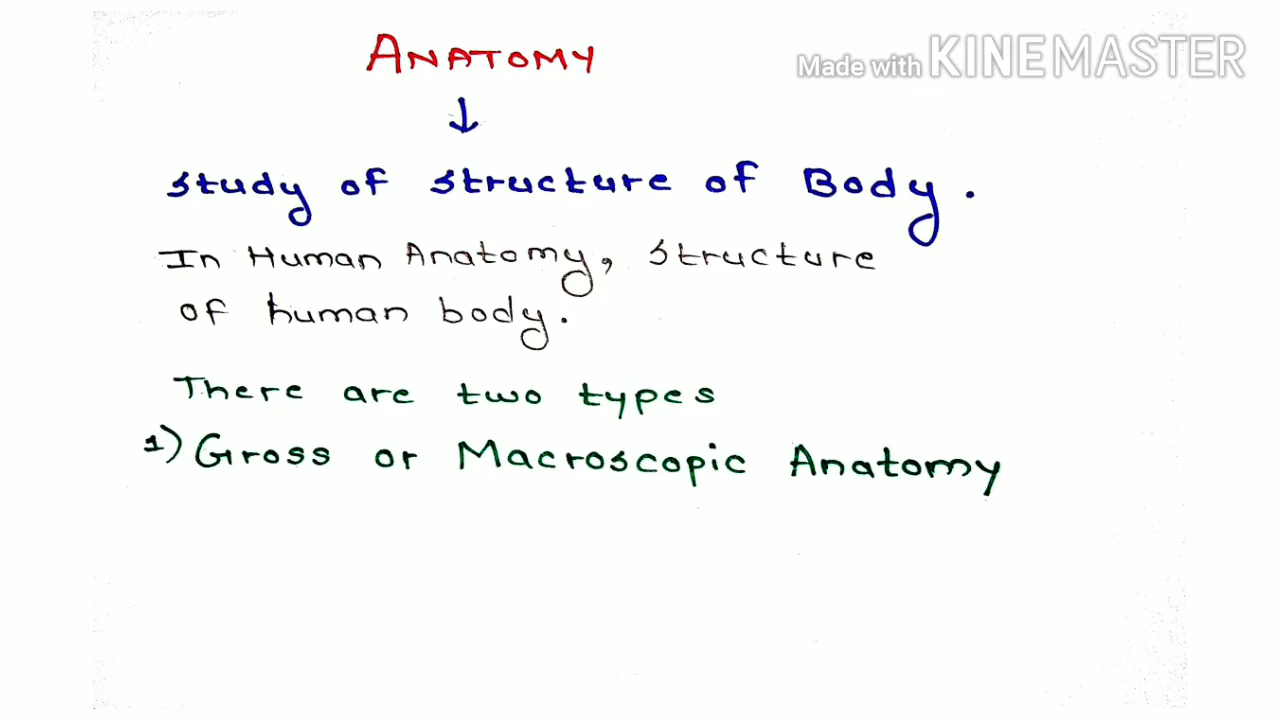 ANATOMY
Made with KINEMASTER
↓
study of structure of Body.
In Human Anatomy, structure
of human body.
There are two types
1) Gross or Macroscopic Anatomy